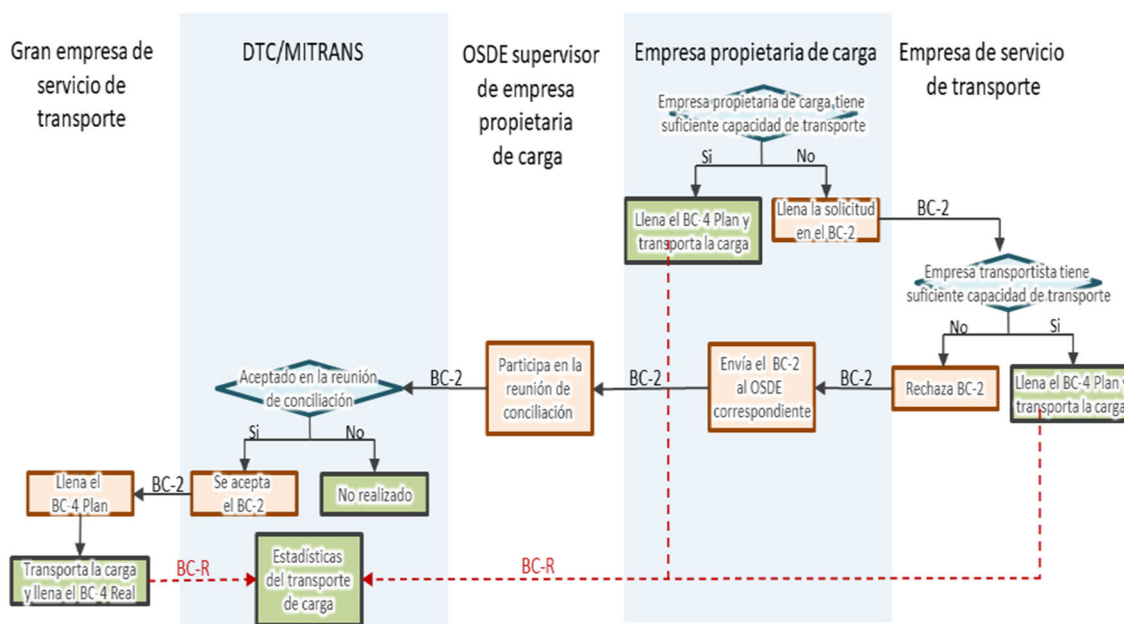 Gran empresa de
servicio de
transporte
DTC/MITRANS
OSDE supervisor
de empresa
propietaria
de carga
Empresa propietaria de carga
Empresa de servicio
de transporte
Empresa propietaria de carga tiene
suficiente capacidad de transporte
Si
No
Llena el BC-4 Plan y
transporta la carga
Llena la solicitud
en el BC-2
BC-2
Empresa transportista tiene
suficiente capacidad de transporte
No
Si
Rechaza BC-2
Llena el BC-4 Plan y
transporta la carga
BC-2
Envía el BC-2
al OSDE
correspondiente
BC-2
Participa en la
reunión de
conciliación
BC-2
Aceptado en la reunión
de conciliación
Si
No
Se acepta
el BC-2
No realizado
BC-2
Llena el
BC-4 Plan
Transporta la carga
y llena el BC-4 Real
BC-R
Estadísticas
del transporte
de carga
BC-R